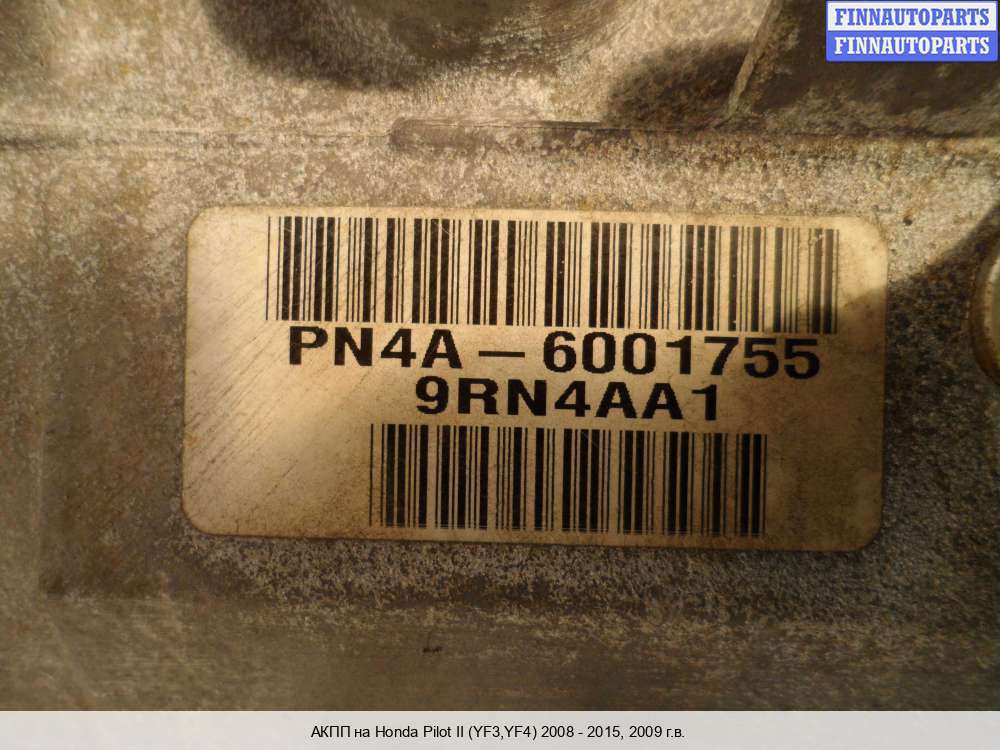 FINNAUTOPARTS
FINNAUTOPARTS
PN4A-6001755
9RN4AA1
АКПП на Honda Pilot II (YF3,YF4) 2008 - 2015, 2009 г.в.